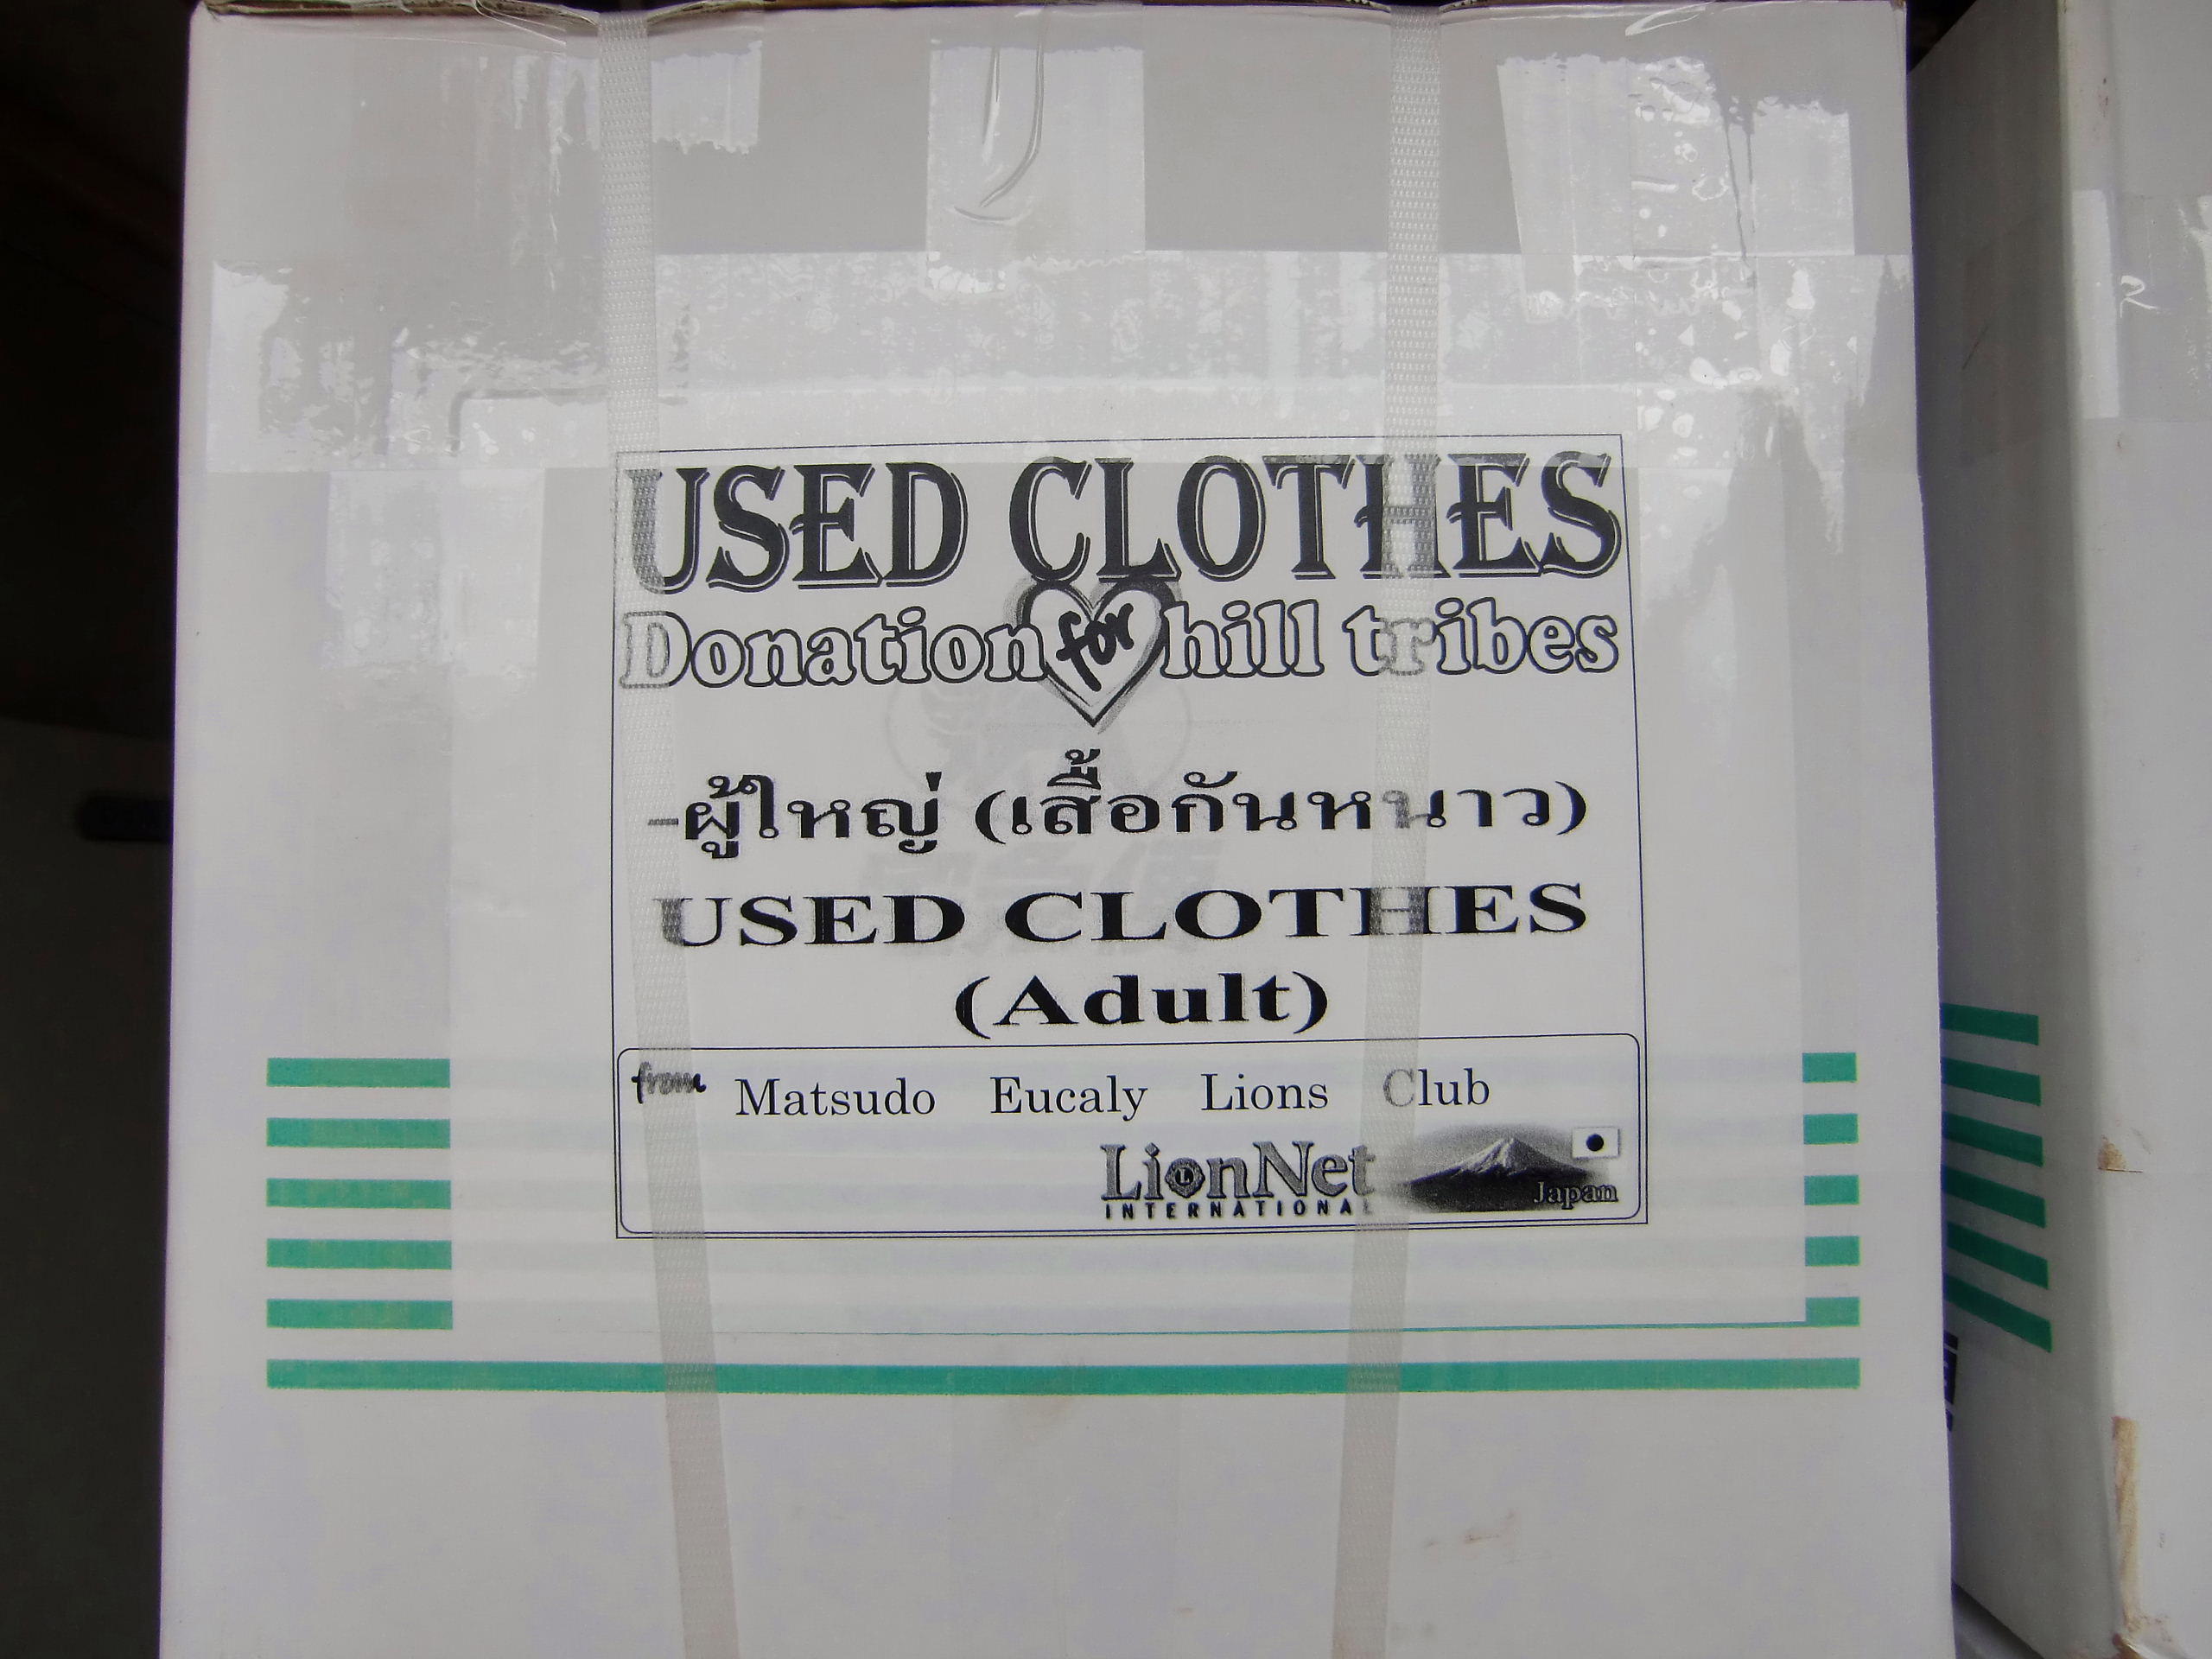 USED CLOTHES
Donation for hill tribes
-ผู้ใหญ่ (เสื้อกันหนาว)
USED CLOTHES
(Adult)
from Matsudo Eucaly Lions Club
LionNet
INTERNATIONAL
Japan